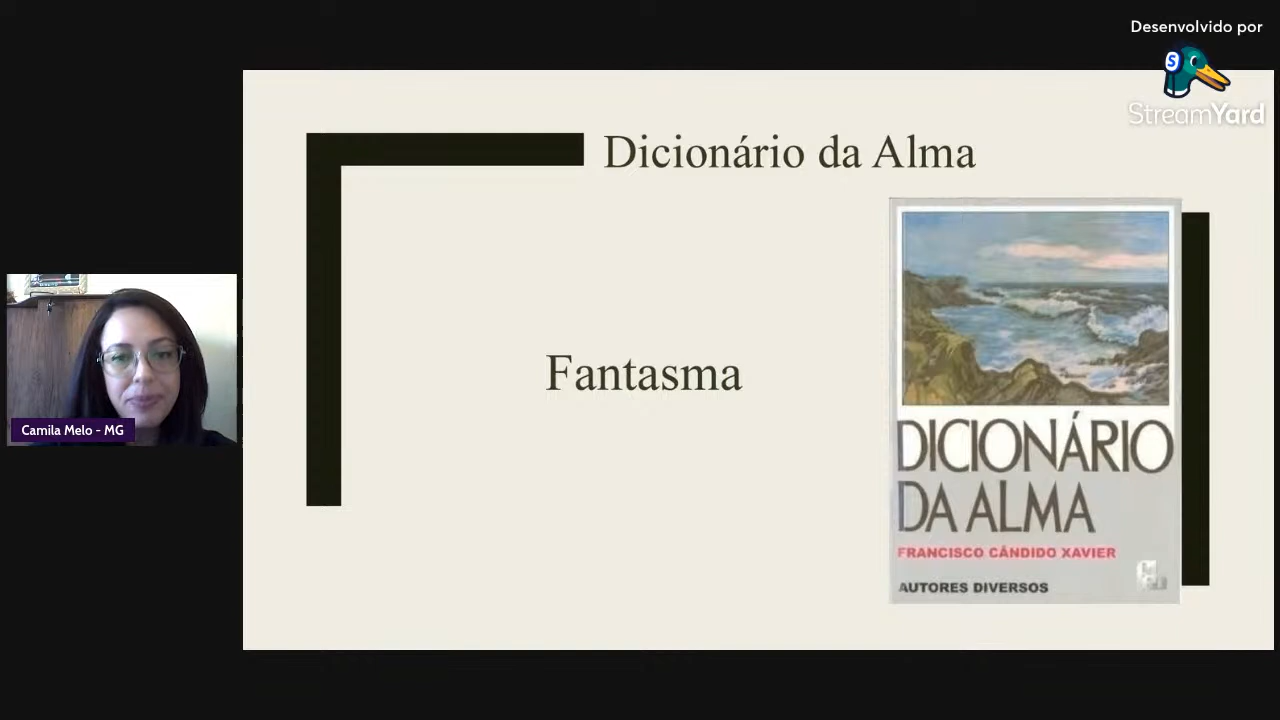 Desenvolvido por
StreamYard
Dicionário da Alma
Fantasma
DICIONÁRIO
DA ALMA
FRANCISCO CÂNDIDO XAVIER
AUTORES DIVERSOS
Camila Melo - MG